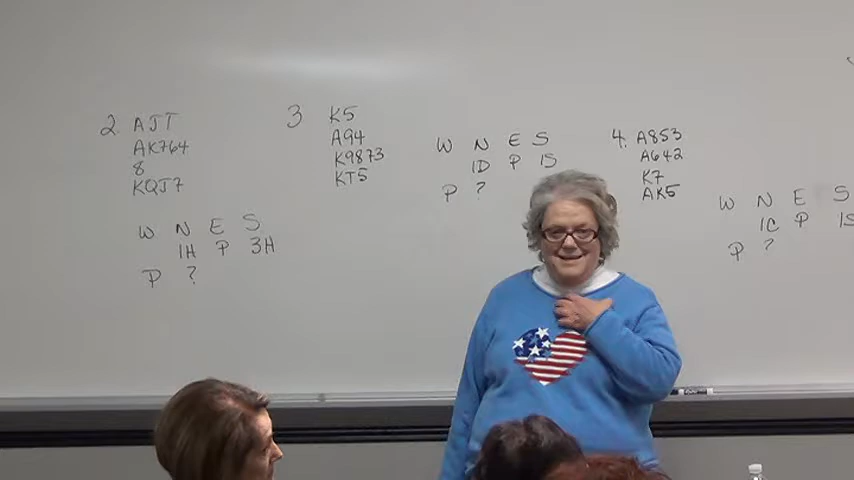 2. AJT
AK764
8
KQJ7
W N E S
1H P 3H
P ?
3 K5
A94
K9873
KT5
W N E S
1D P 1S
P ?
4. A853
A642
K7
AK5
W N E S
1C P 1S
P ?